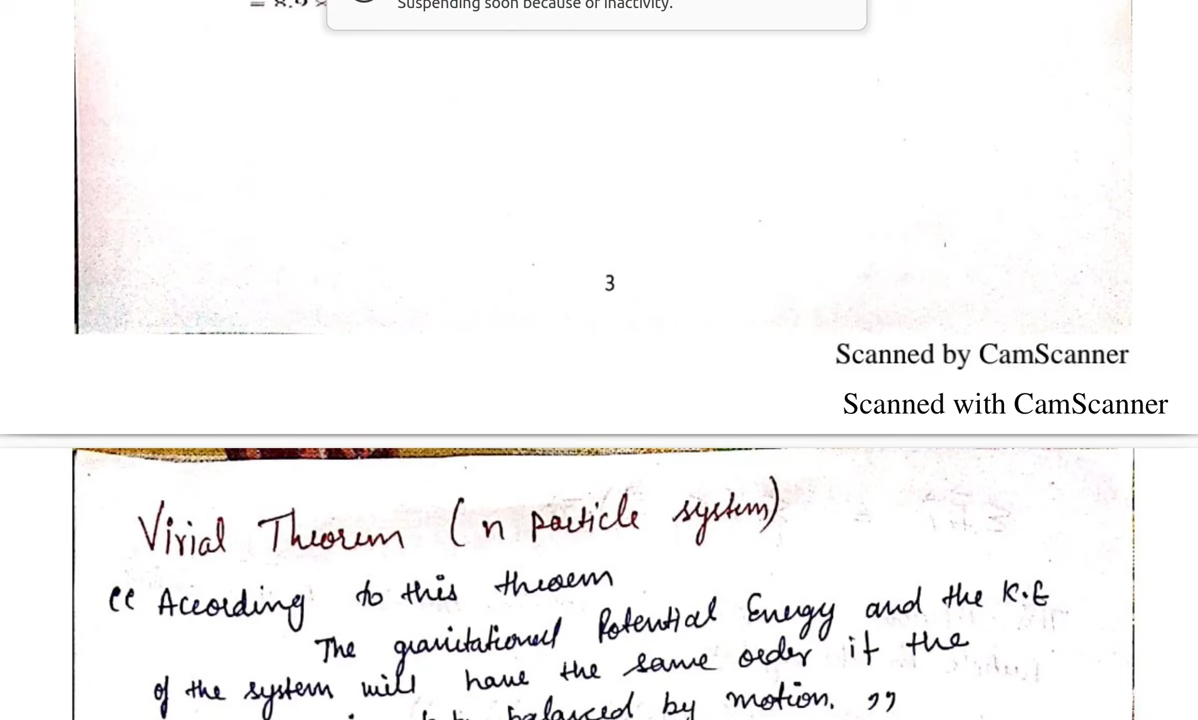 Suspending soon because of inactivity.
3
Scanned by CamScanner
Scanned with CamScanner
Virial Theorem (n particle system)
" According to this theoem
The gravitational Potential Energy and the K.E
of the system will have the same order if the
balanced by motion. "